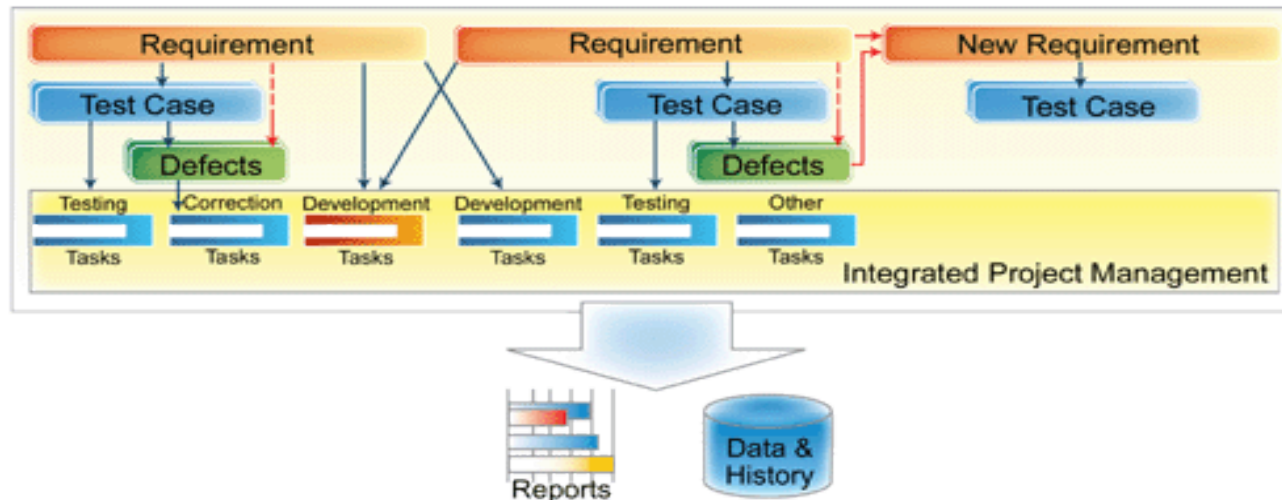 Requirement
Requirement
New Requirement
Test Case
Test Case
Test Case
Defects
Defects
Testing
Correction
Development
Development
Testing
Other
Tasks
Tasks
Tasks
Tasks
Tasks
Tasks
Integrated Project Management
Reports
Data &
History